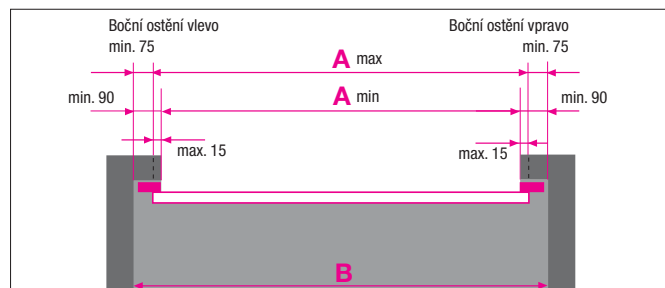 Boční ostění vlevo
Boční ostění vpravo
min. 75
A max
min. 75
min. 90
A min
min. 90
max. 15
max. 15
B